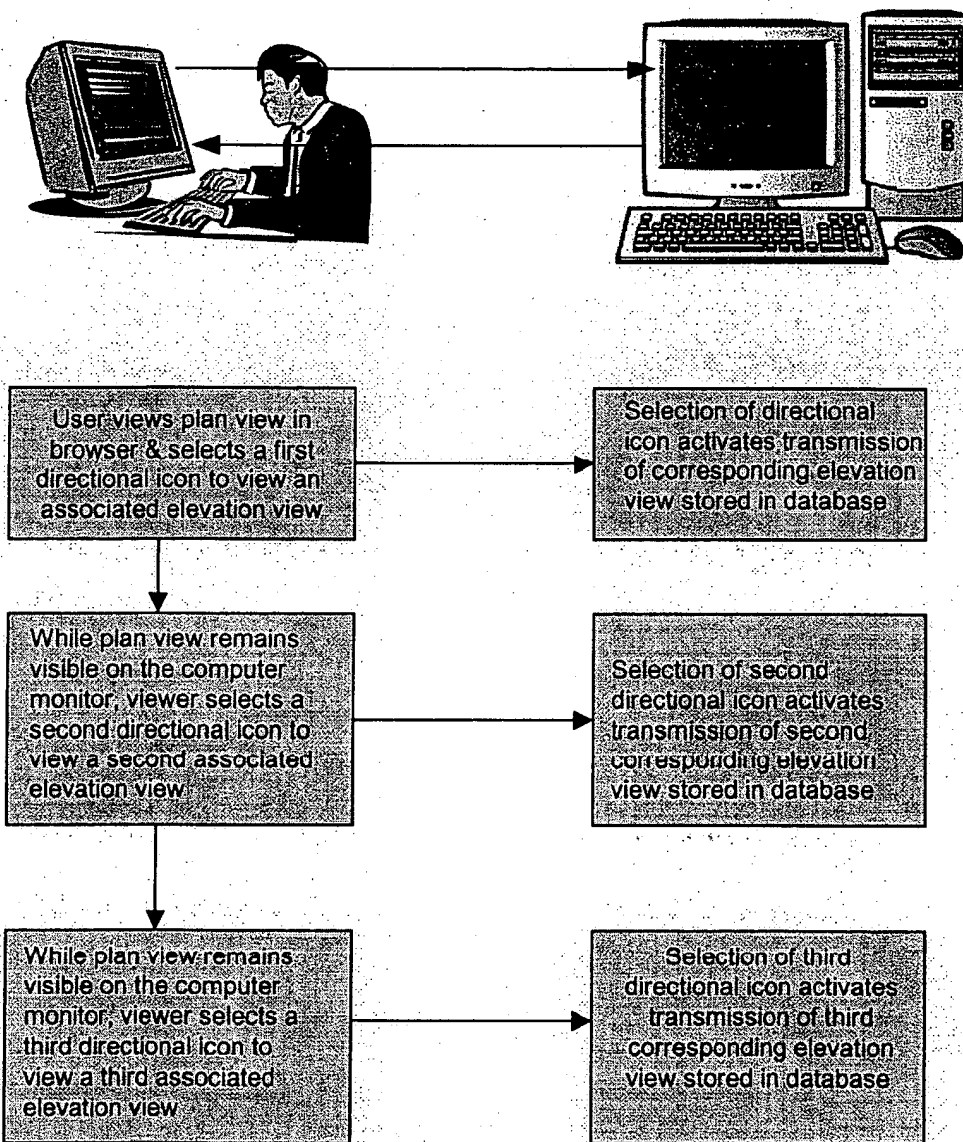 User views plan view in
browser & selects a first
directional icon to view an
associated elevation view
Selection of directional
icon activates transmission
of corresponding elevation
view stored in database
While plan view remains
visible on the computer
monitor, viewer selects a
second directional icon to
view a second associated
elevation view
Selection of second
directional icon activates
transmission of second
corresponding elevation
view stored in database
While plan view remains
visible on the computer
monitor, viewer selects a
third directional icon to
view a third associated
elevation view
Selection of third
directional icon activates
transmission of third
corresponding elevation
view stored in database